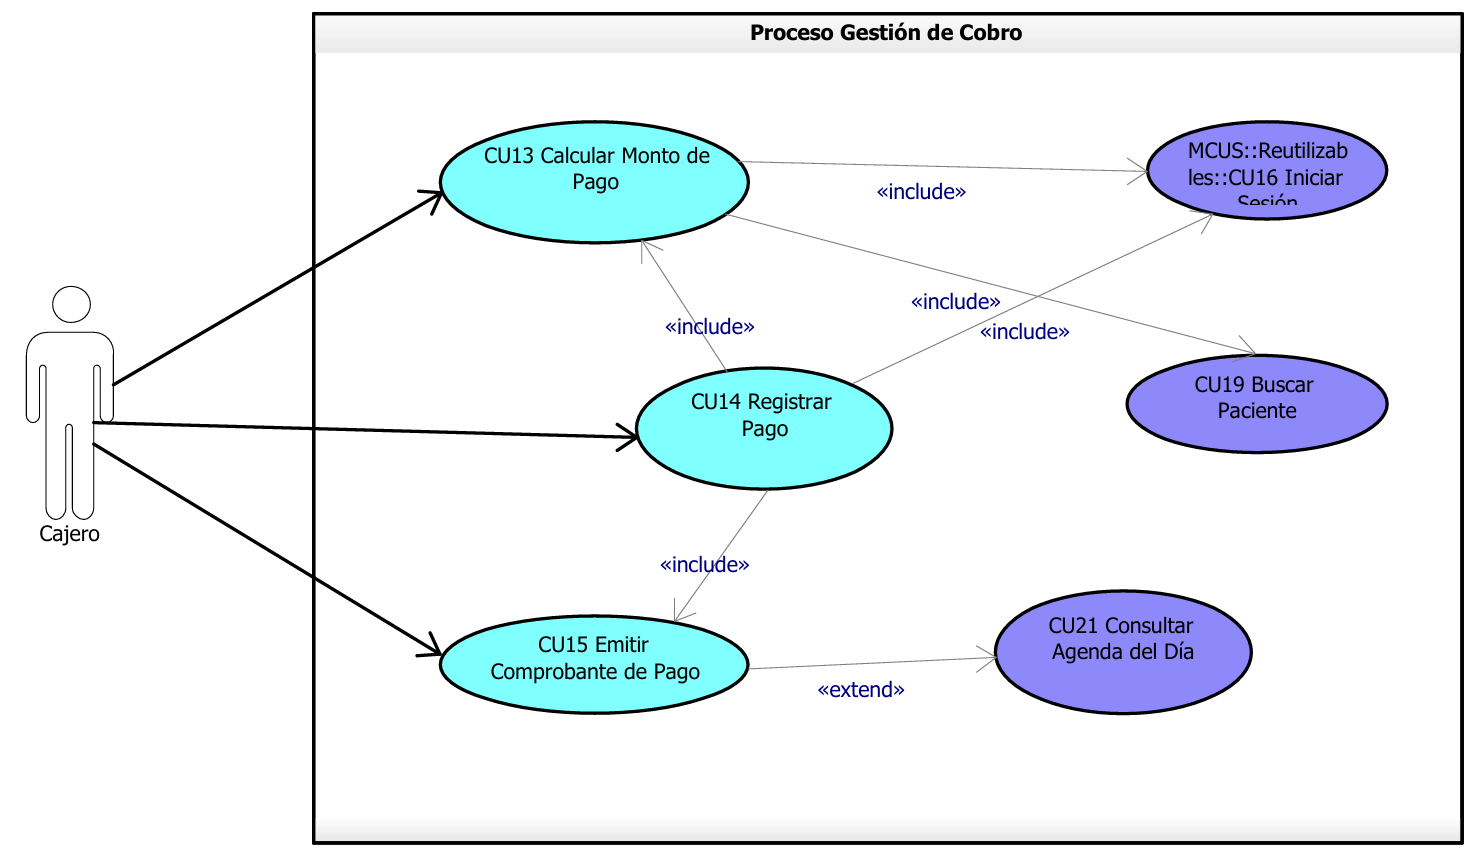 Proceso Gestión de Cobro
CU13 Calcular Monto de
Pago
MCUS::Reutilizab
les::CU16 Iniciar
Sesión
«include»
«include»
«include»
«include»
CU19 Buscar
Paciente
CU14 Registrar
Pago
Cajero
«include»
CU15 Emitir
Comprobante de Pago
CU21 Consultar
Agenda del Día
«extend»